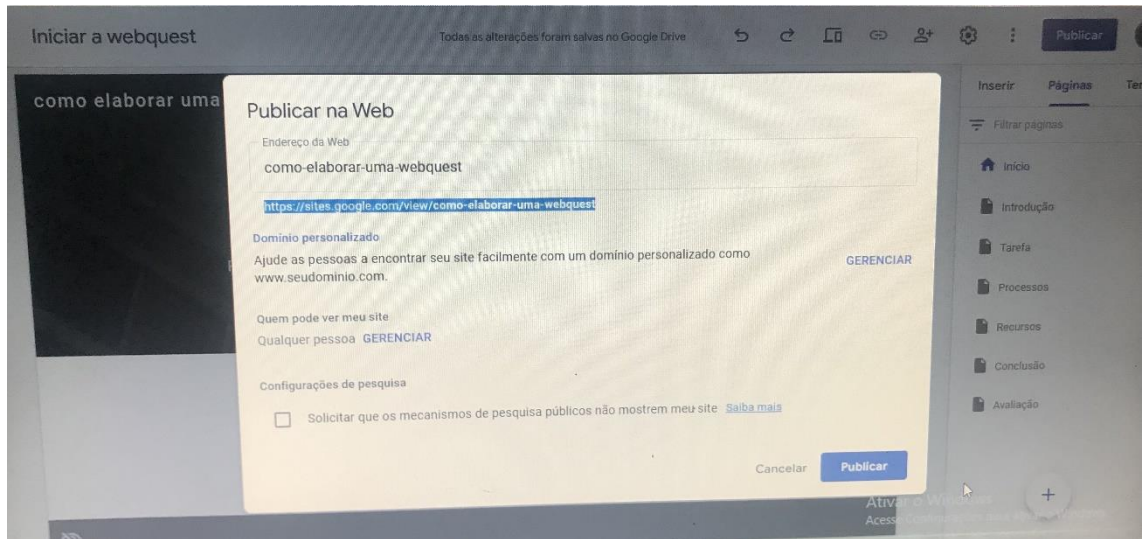 Iniciar a webquest
Todas as alterações foram salvas no Google Drive
Publicar
como elaborar uma
Inserir Páginas
Filtrar páginas
Início
Introdução
Tarefa
Processos
Recursos
Conclusão
Avaliação
Publicar na Web
Endereço da Web
como-elaborar-uma-webquest
https://sites.google.com/view/como-elaborar-uma-webquest
Domínio personalizado
Ajude as pessoas a encontrar seu site facilmente com um domínio personalizado como
www.seudominio.com.
GERENCIAR
Quem pode ver meu site
Qualquer pessoa GERENCIAR
Configurações de pesquisa
Solicitar que os mecanismos de pesquisa públicos não mostrem meu site Saiba mais
Cancelar Publicar